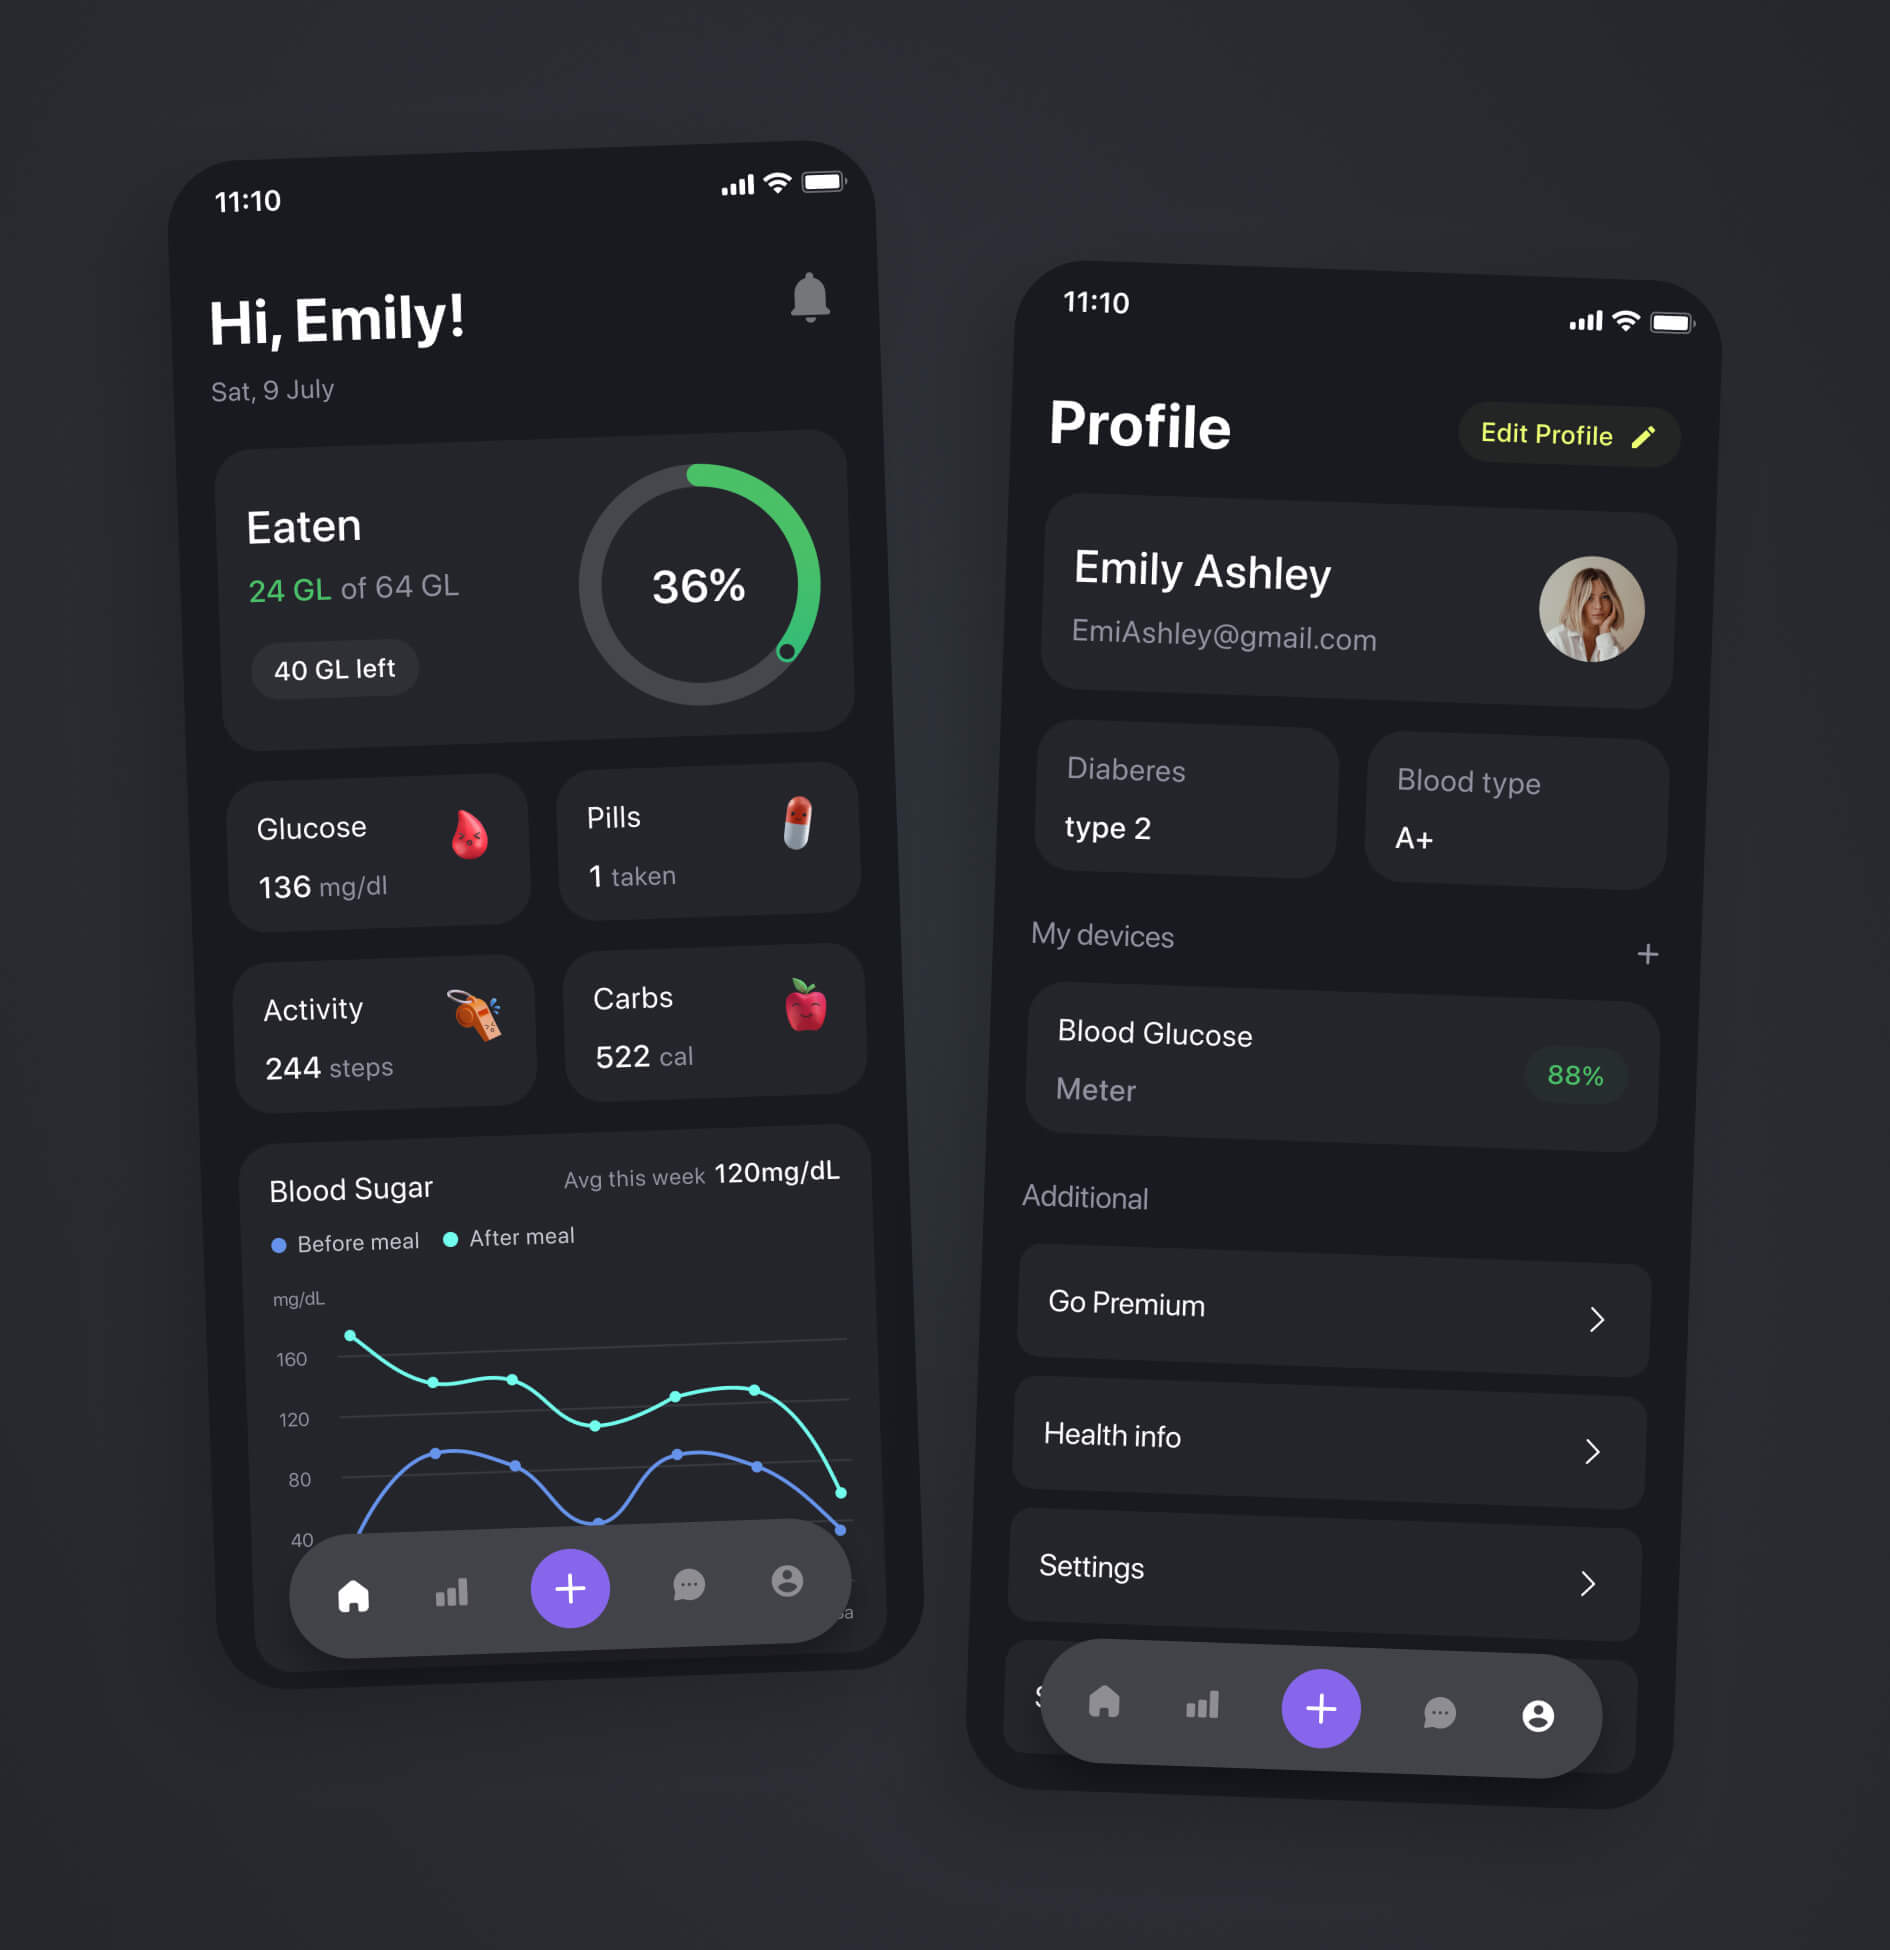 11:10
Hi, Emily!
Sat, 9 July
Eaten
24 GL of 64 GL
40 GL left
36%
Glucose
136 mg/dl
Pills
1 taken
Activity
244 steps
Carbs
522 cal
Blood Sugar
Avg this week 120mg/dL
Before meal
After meal
mg/dL
160
120
80
40
11:10
Profile
Edit Profile
Emily Ashley
EmiAshley@gmail.com
Diaberes
type 2
Blood type
A+
My devices
Blood Glucose
Meter
88%
Additional
Go Premium
Health info
Settings